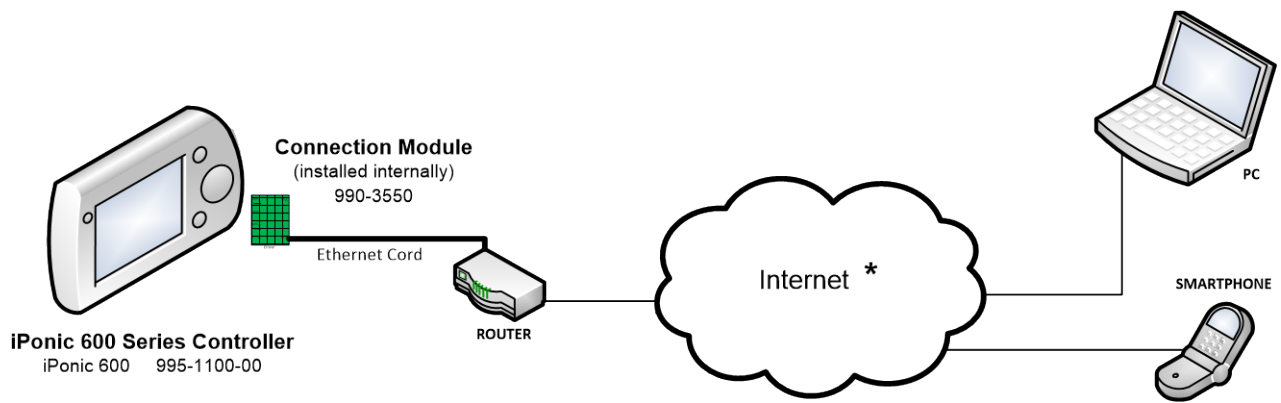 Connection Module
(installed internally)
990-3550
Ethernet Cord
ROUTER
iPonic 600 Series Controller
iPonic 600 995-1100-00
Internet *
PC
SMARTPHONE